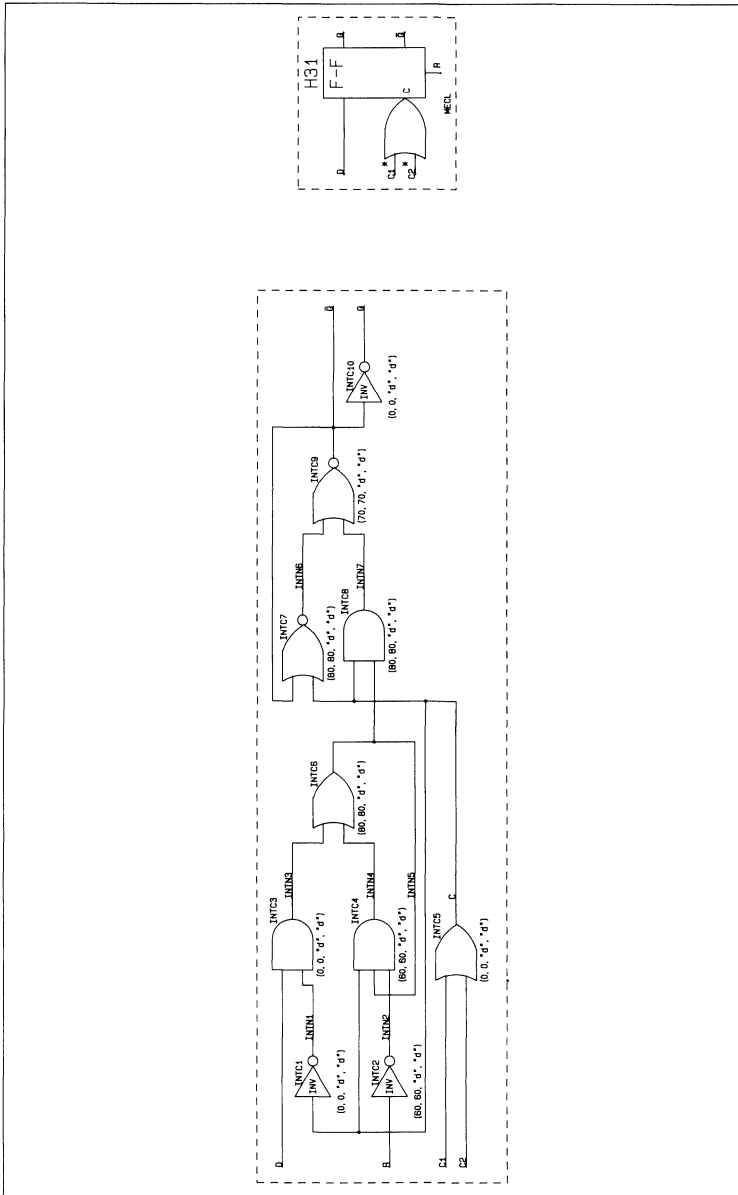 H31
F-F
D
Q
Q̅
C
C1
*
C2
*
R
MECL
D
R
C1
C2
INTC1
INV
(0, 0, "d", "d")
INTC2
INV
(60, 60, "d", "d")
INTN1
INTN2
INTC3
(0, 0, "d", "d")
INTC4
(60, 60, "d", "d")
INTC5
(0, 0, "d", "d")
C
INTN3
INTN4
INTN5
INTC6
(80, 80, "d", "d")
INTC7
(80, 80, "d", "d")
INTC8
(80, 80, "d", "d")
INTN6
INTN7
INTC9
(70, 70, "d", "d")
INTC10
INV
(0, 0, "d", "d")
Q̅
Q